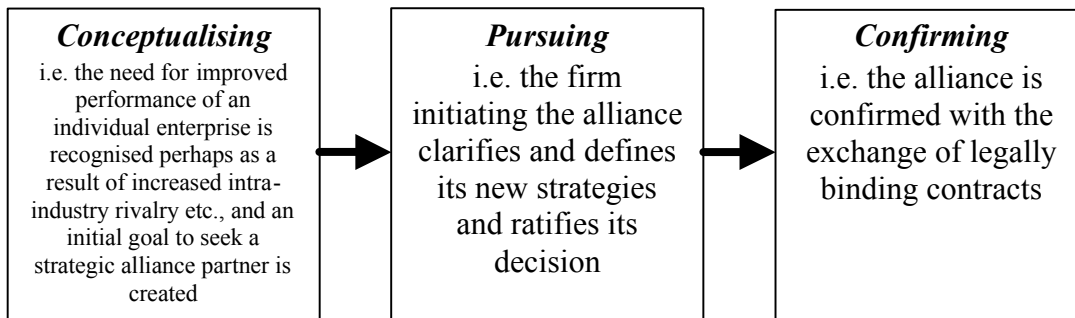 Conceptualising
i.e. the need for improved
performance of an
individual enterprise is
recognised perhaps as a
result of increased intra-
industry rivalry etc., and an
initial goal to seek a
strategic alliance partner is
created
Pursuing
i.e. the firm
initiating the alliance
clarifies and defines
its new strategies
and ratifies its
decision
Confirming
i.e. the alliance is
confirmed with the
exchange of legally
binding contracts